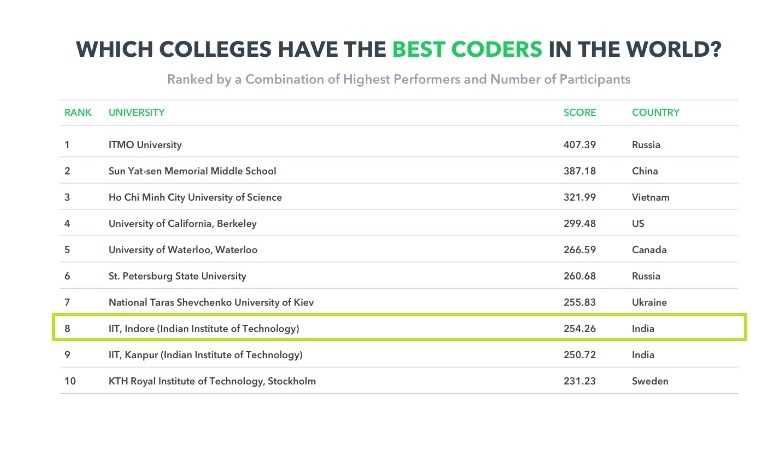 WHICH COLLEGES HAVE THE BEST CODERS IN THE WORLD?
Ranked by a Combination of Highest Performers and Number of Participants
RANK UNIVERSITY SCORE COUNTRY
1 ITMO University 407.39 Russia
2 Sun Yat-sen Memorial Middle School 387.18 China
3 Ho Chi Minh City University of Science 321.99 Vietnam
4 University of California, Berkeley 299.48 US
5 University of Waterloo, Waterloo 266.59 Canada
6 St. Petersburg State University 260.68 Russia
7 National Taras Shevchenko University of Kiev 255.83 Ukraine
8 IIT, Indore (Indian Institute of Technology) 254.26 India
9 IIT, Kanpur (Indian Institute of Technology) 250.72 India
10 KTH Royal Institute of Technology, Stockholm 231.23 Sweden